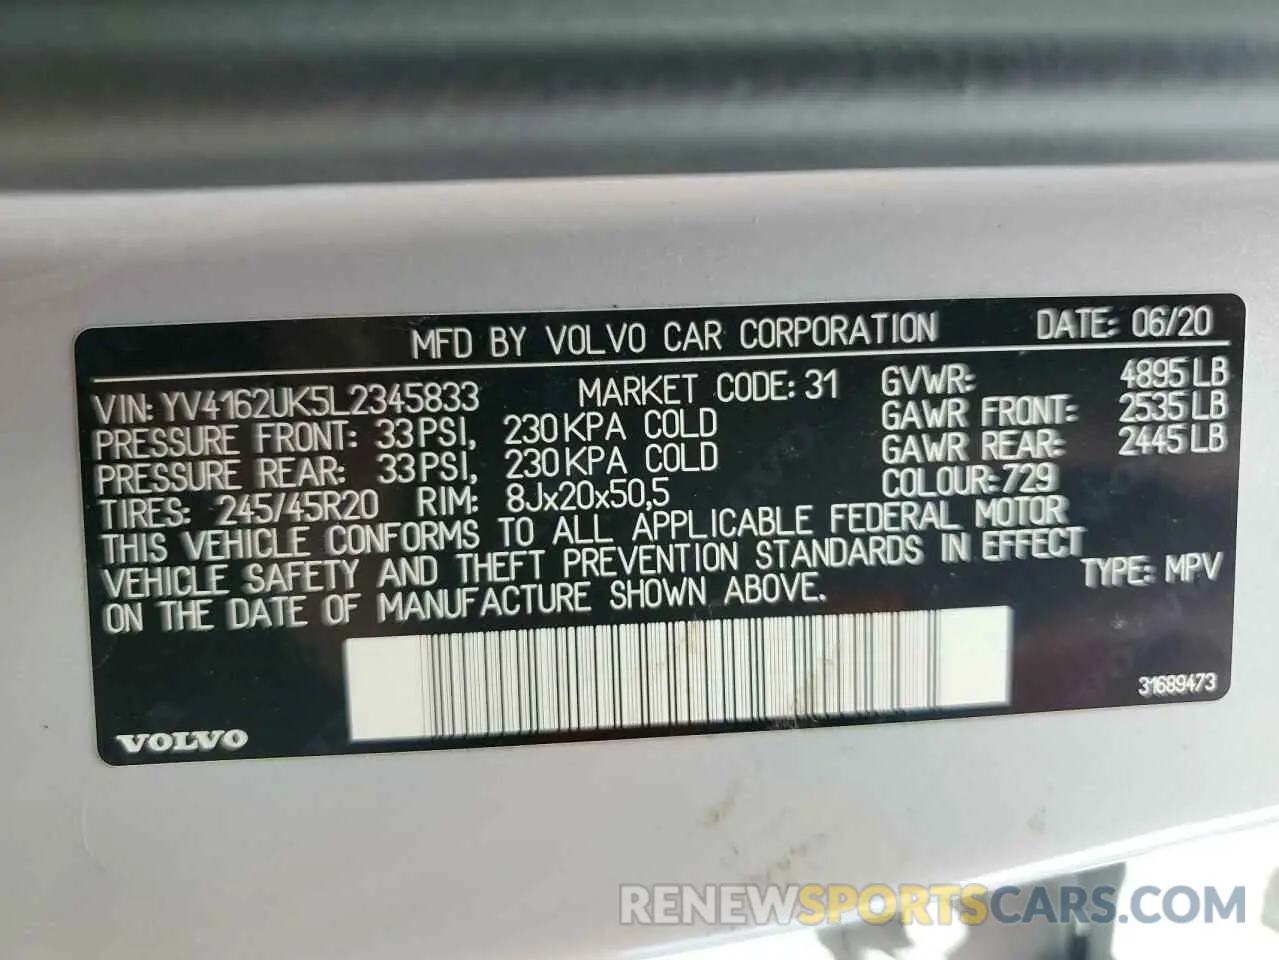 MFD BY VOLVO CAR CORPORATION DATE: 06/20
VIN: YV4162UK5L2345833 MARKET CODE: 31 GVWR: 4895 LB
PRESSURE FRONT: 33 PSI, 230 KPA COLD GAWR FRONT: 2535 LB
PRESSURE REAR: 33 PSI, 230 KPA COLD GAWR REAR: 2445 LB
TIRES: 245/45R20 RIM: 8Jx20x50,5 COLOUR: 729
THIS VEHICLE CONFORMS TO ALL APPLICABLE FEDERAL MOTOR
VEHICLE SAFETY AND THEFT PREVENTION STANDARDS IN EFFECT
ON THE DATE OF MANUFACTURE SHOWN ABOVE. TYPE: MPV
31689473
VOLVO
RENEWSPORTSCARS.COM